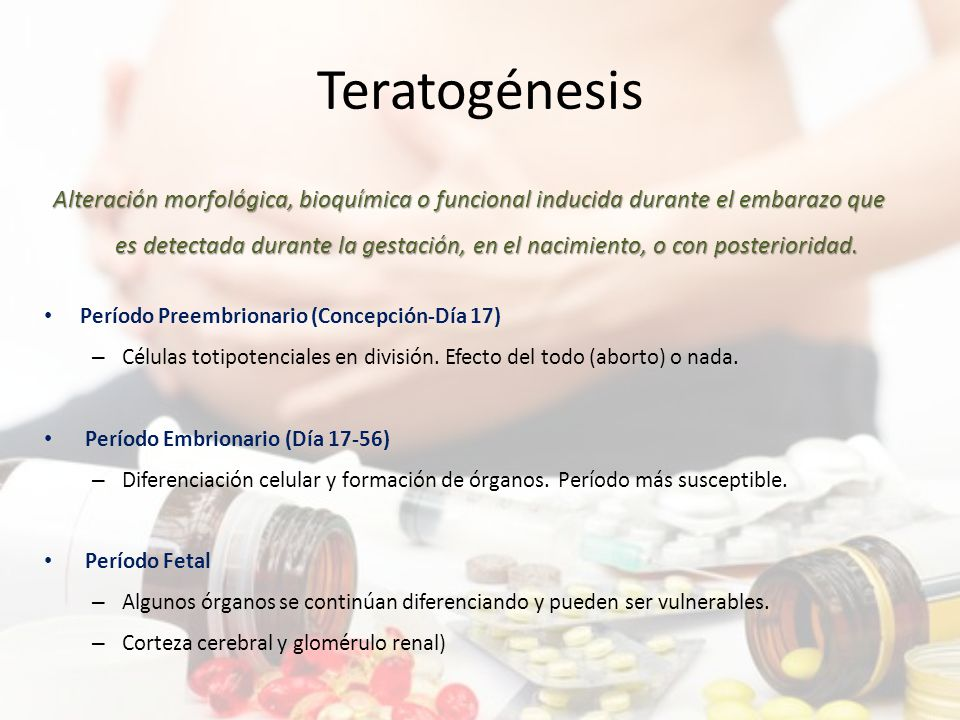 Teratogénesis
Alteración morfológica, bioquímica o funcional inducida durante el embarazo que
es detectada durante la gestación, en el nacimiento, o con posterioridad.
• Período Preembrionario (Concepción-Día 17)
– Células totipotenciales en división. Efecto del todo (aborto) o nada.
• Período Embrionario (Día 17-56)
– Diferenciación celular y formación de órganos. Período más susceptible.
• Período Fetal
– Algunos órganos se continúan diferenciando y pueden ser vulnerables.
– Corteza cerebral y glomérulo renal)